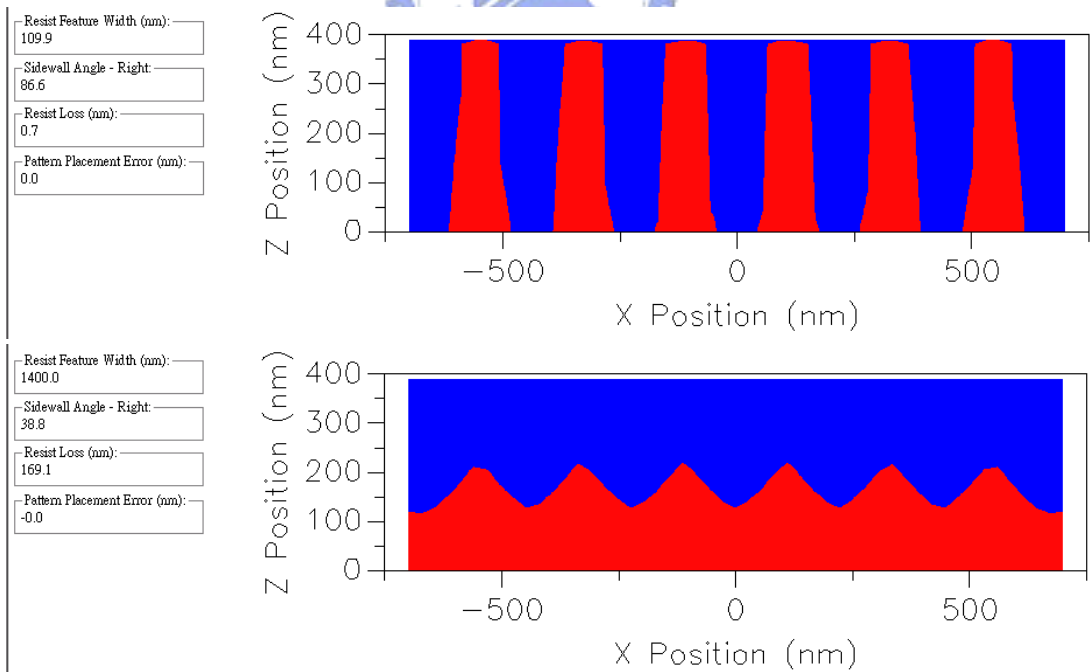 Resist Feature Width (nm):
109.9
Sidewall Angle - Right:
86.6
Resist Loss (nm):
0.7
Pattern Placement Error (nm):
0.0
Z Position (nm)
400
300
200
100
0
−500
0
500
X Position (nm)
Resist Feature Width (nm):
1400.0
Sidewall Angle - Right:
38.8
Resist Loss (nm):
169.1
Pattern Placement Error (nm):
-0.0
Z Position (nm)
400
300
200
100
0
−500
0
500
X Position (nm)